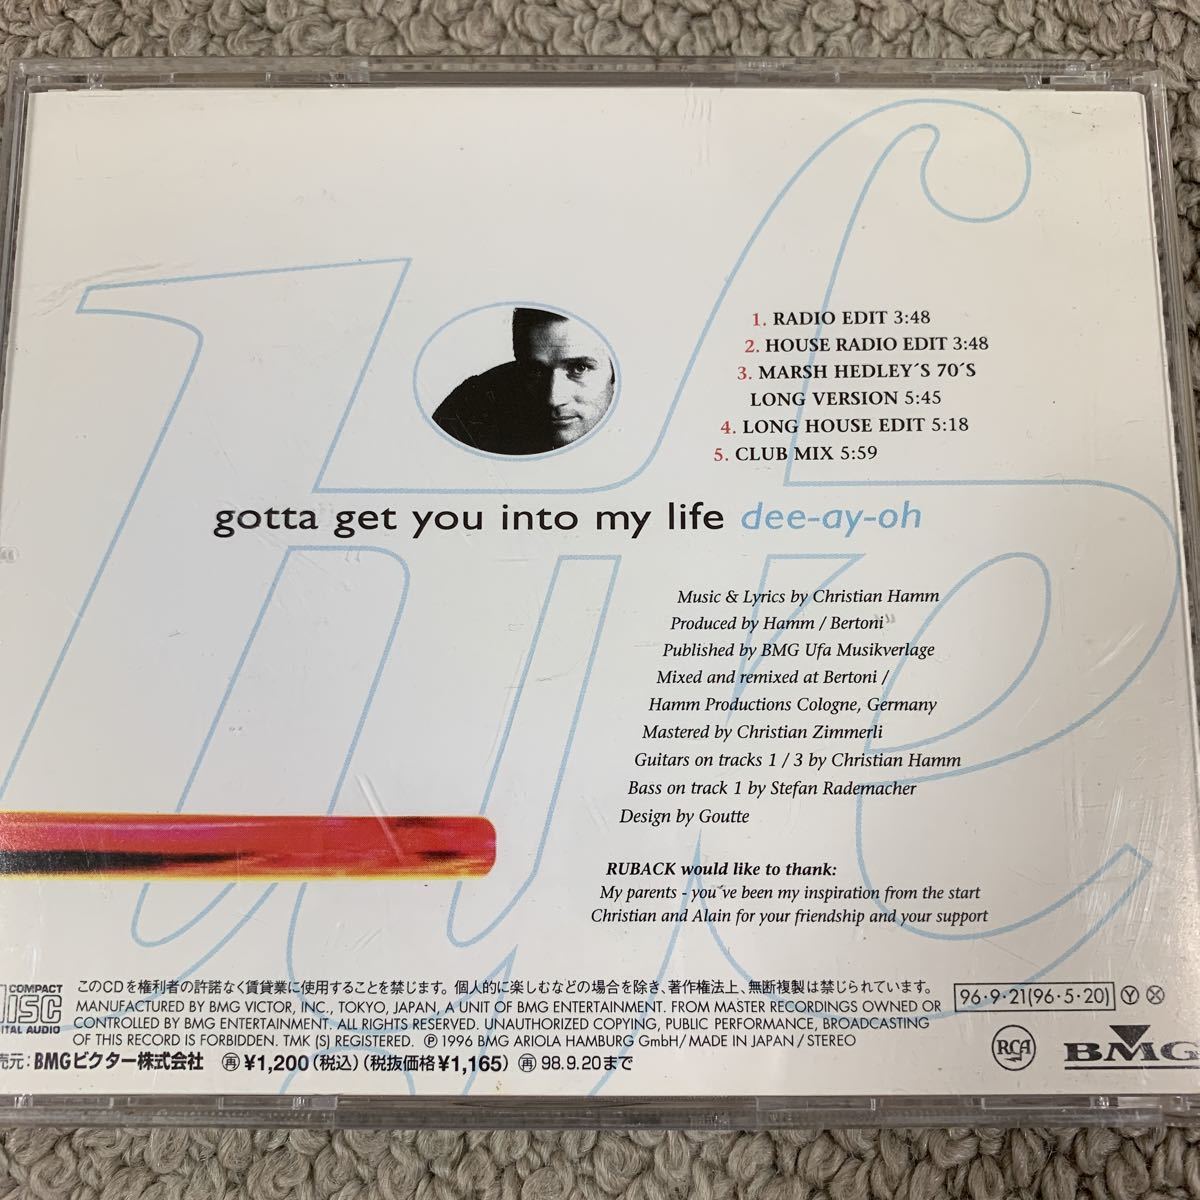 1. RADIO EDIT 3:48
2. HOUSE RADIO EDIT 3:48
3. MARSH HEDLEY´S 70´S
LONG VERSION 5:45
4. LONG HOUSE EDIT 5:18
5. CLUB MIX 5:59
gotta get you into my life dee-ay-oh
Music & Lyrics by Christian Hamm
Produced by Hamm / Bertoni
Published by BMG Ufa Musikverlage
Mixed and remixed at Bertoni /
Hamm Productions Cologne, Germany
Mastered by Christian Zimmerli
Guitars on tracks 1 / 3 by Christian Hamm
Bass on track 1 by Stefan Rademacher
Design by Goutte
RUBACK would like to thank:
My parents - you´ve been my inspiration from the start
Christian and Alain for your friendship and your support
COMPACT
DISC
ITAL AUDIO
このCDを権利者の許諾なく賃貸業に使用することを禁じます。個人的に楽しむなどの場合を除き、著作権法上、無断複製は禁じられています。
MANUFACTURED BY BMG VICTOR, INC., TOKYO, JAPAN, A UNIT OF BMG ENTERTAINMENT. FROM MASTER RECORDINGS OWNED OR
CONTROLLED BY BMG ENTERTAINMENT. ALL RIGHTS RESERVED. UNAUTHORIZED COPYING, PUBLIC PERFORMANCE, BROADCASTING
OF THIS RECORD IS FORBIDDEN. TMK (S) REGISTERED. Ⓟ 1996 BMG ARIOLA HAMBURG GmbH/MADE IN JAPAN/STEREO
売元:BMGビクター株式会社 ㊝¥1,200(税込)(税抜価格¥1,165) ㊝98.9.20まで
96・9・21(96・5・20) Ⓨ Ⓧ
RCA
BMG